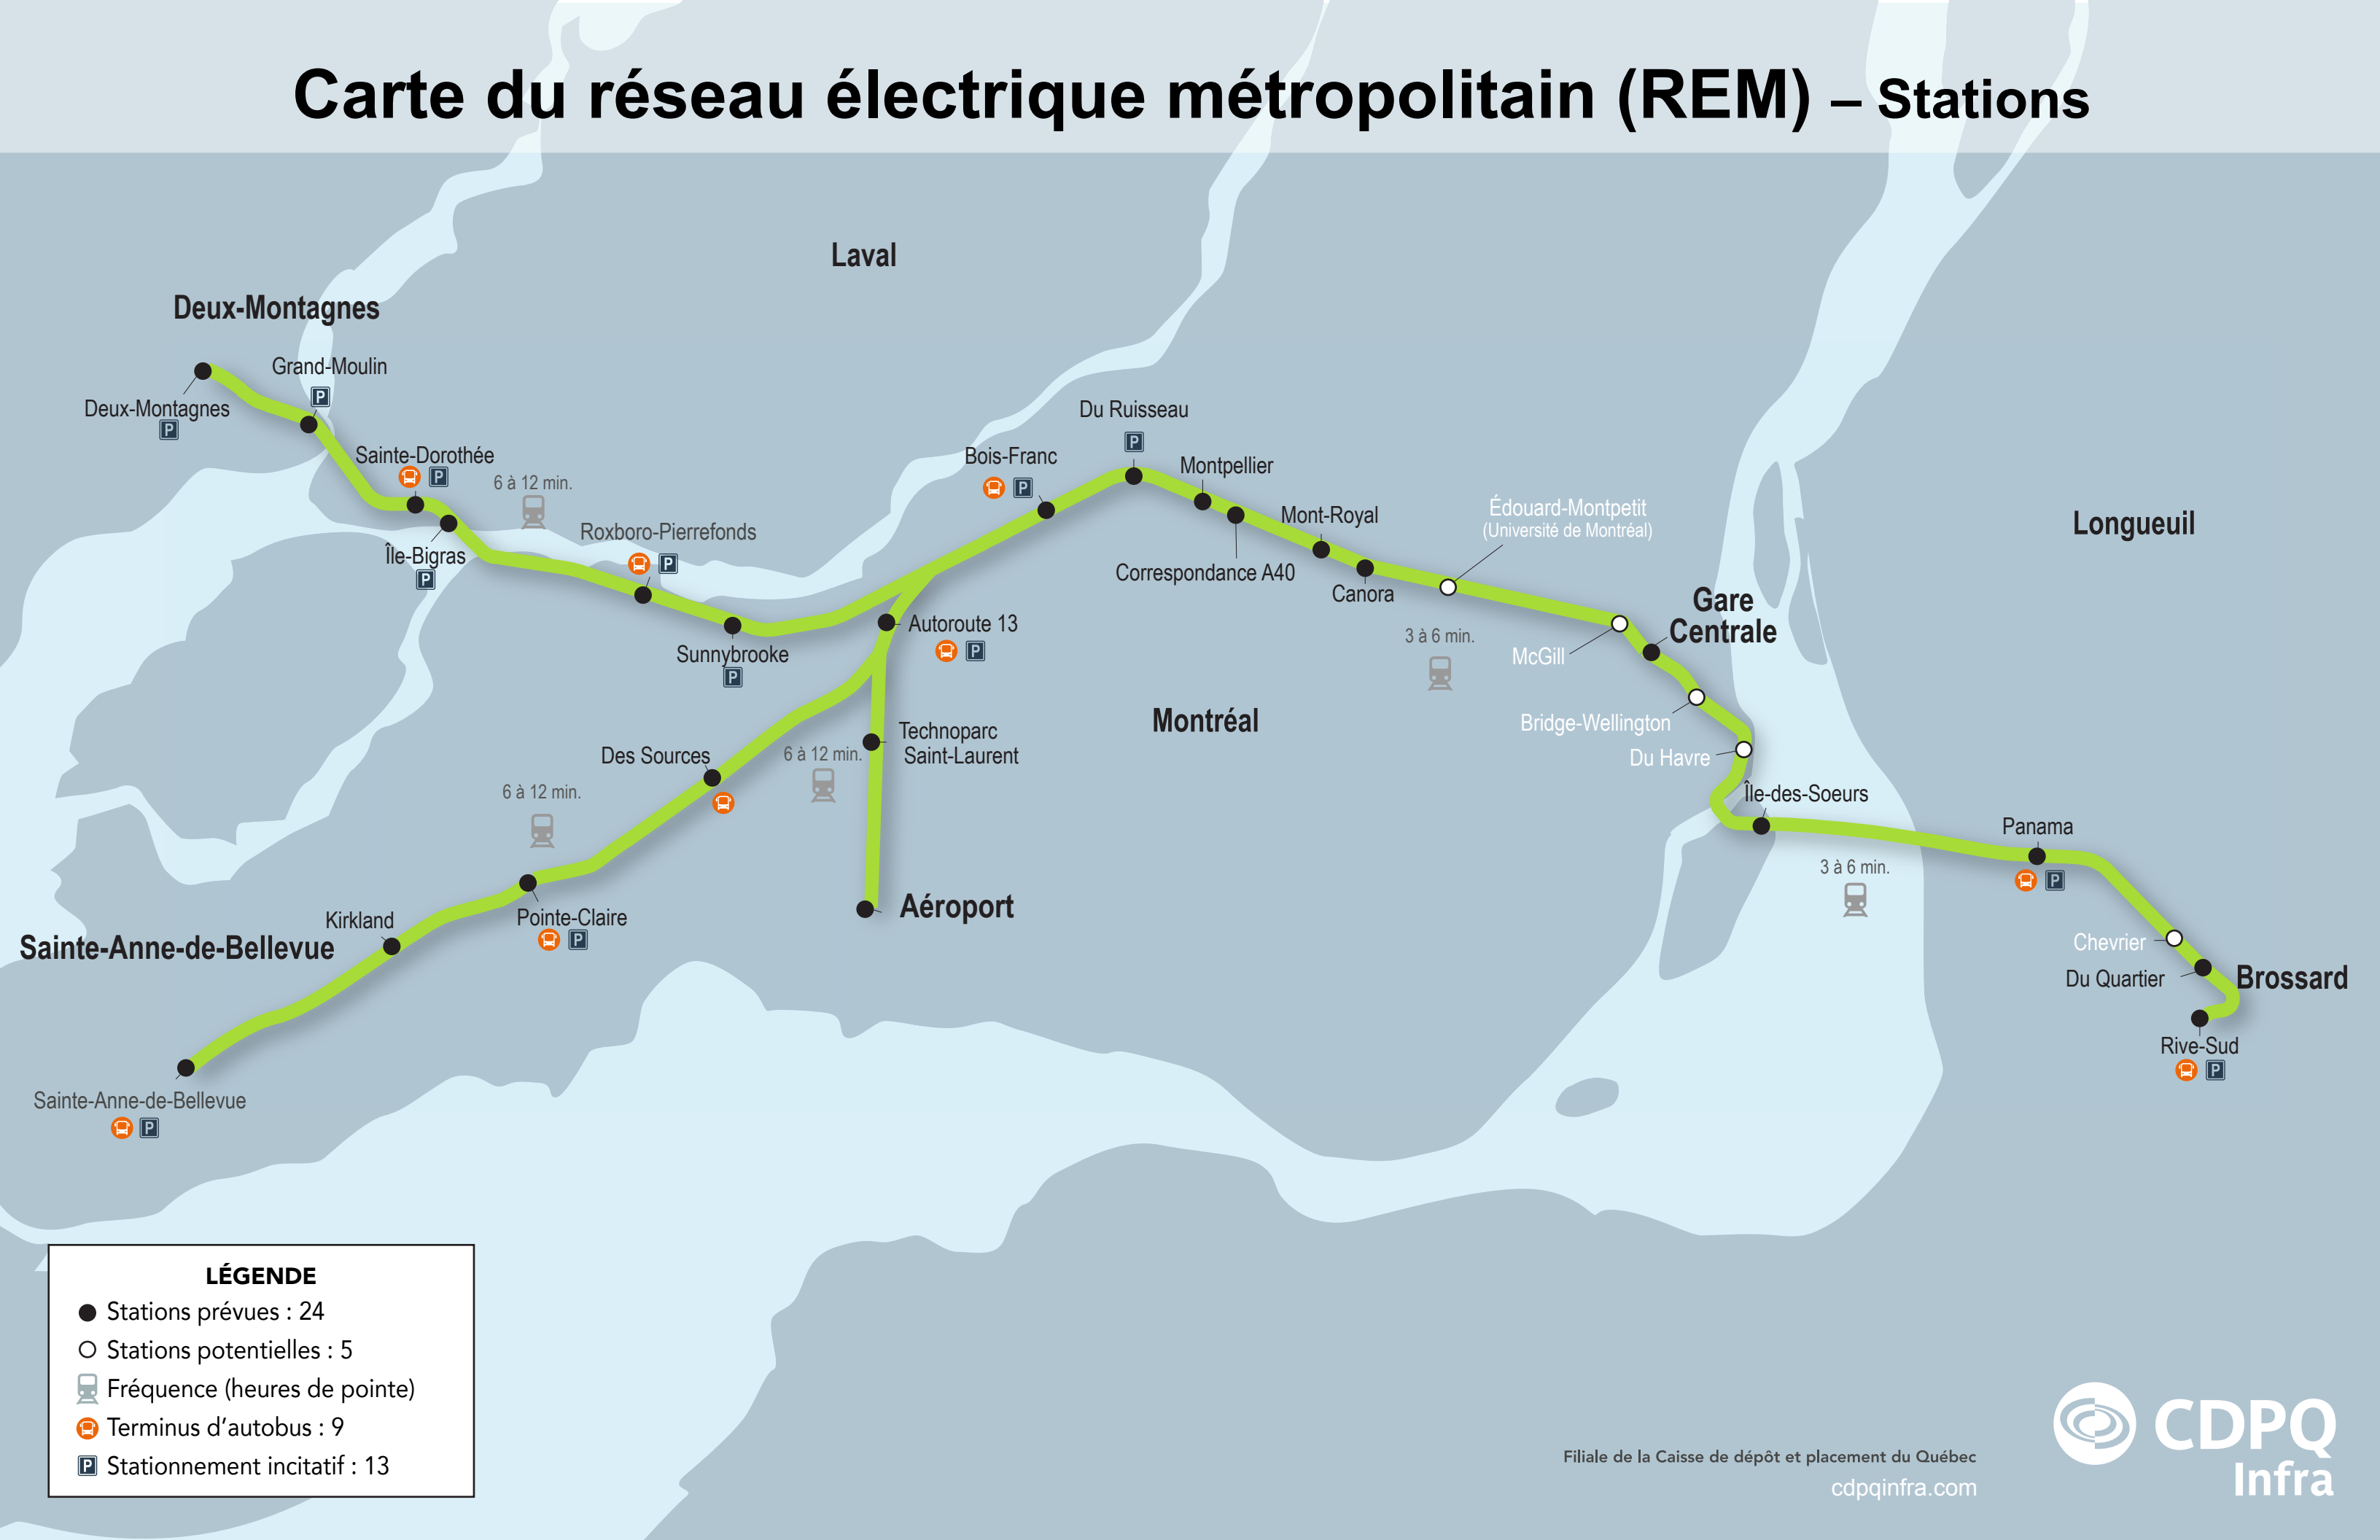 Carte du réseau électrique métropolitain (REM) – Stations
Laval
Deux-Montagnes
Grand-Moulin
P
Deux-Montagnes
P
Sainte-Dorothée
P
6 à 12 min.
Île-Bigras
P
Roxboro-Pierrefonds
P
Sunnybrooke
P
Bois-Franc
P
Du Ruisseau
P
Montpellier
Correspondance A40
Mont-Royal
Canora
Édouard-Montpetit
(Université de Montréal)
Longueuil
Autoroute 13
P
3 à 6 min.
McGill
Gare
Centrale
Montréal
Bridge-Wellington
Du Havre
Île-des-Soeurs
Technoparc
Saint-Laurent
6 à 12 min.
Des Sources
6 à 12 min.
Panama
P
3 à 6 min.
Aéroport
Pointe-Claire
P
Kirkland
Sainte-Anne-de-Bellevue
Chevrier
Du Quartier
Brossard
Rive-Sud
P
Sainte-Anne-de-Bellevue
P
LÉGENDE
Stations prévues : 24
Stations potentielles : 5
Fréquence (heures de pointe)
Terminus d’autobus : 9
P Stationnement incitatif : 13
Filiale de la Caisse de dépôt et placement du Québec
cdpqinfra.com
CDPQ
Infra